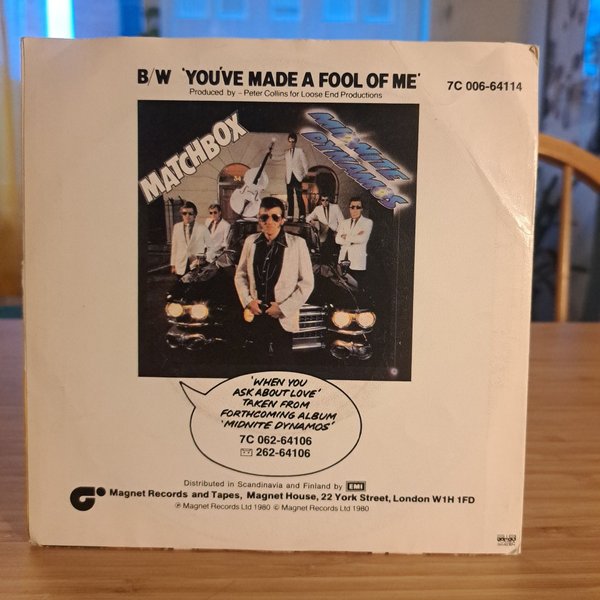 B/W 'YOU'VE MADE A FOOL OF ME'
Produced by – Peter Collins for Loose End Productions
7C 006-64114
MATCHBOX
MIDNITE
DYNAMOS
'WHEN YOU
ASK ABOUT LOVE'
TAKEN FROM
FORTHCOMING ALBUM
'MIDNITE DYNAMOS'
7C 062-64106
262-64106
Distributed in Scandinavia and Finland by EMI
Magnet Records and Tapes, Magnet House, 22 York Street, London W1H 1FD
℗ Magnet Records Ltd 1980 © Magnet Records Ltd 1980